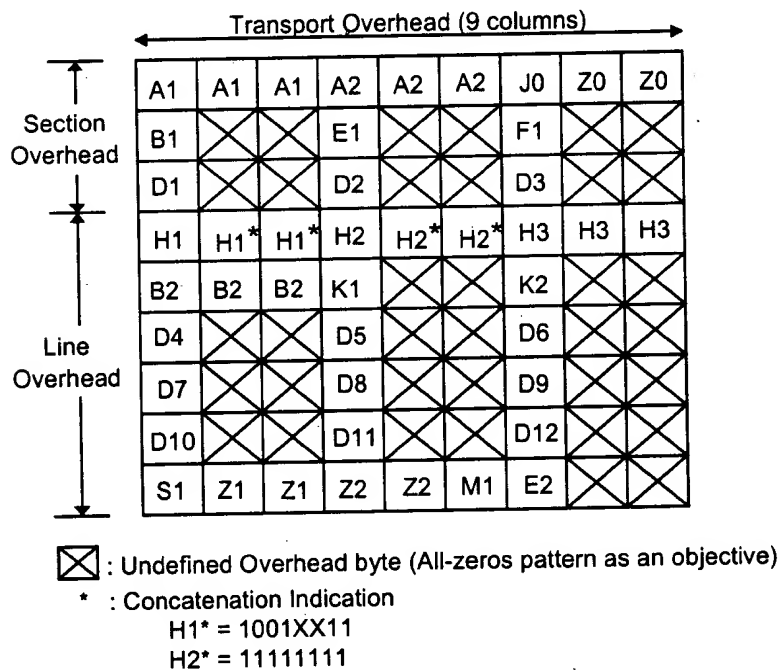 Transport Overhead (9 columns)
A1 A1 A1 A2 A2 A2 J0 Z0 Z0
Section Overhead
B1 E1 F1
D1 D2 D3
H1 H1* H1* H2 H2* H2* H3 H3 H3
B2 B2 B2 K1 K2
D4 D5 D6
Line Overhead
D7 D8 D9
D10 D11 D12
S1 Z1 Z1 Z2 Z2 M1 E2
: Undefined Overhead byte (All-zeros pattern as an objective)
* : Concatenation Indication
H1* = 1001XX11
H2* = 11111111